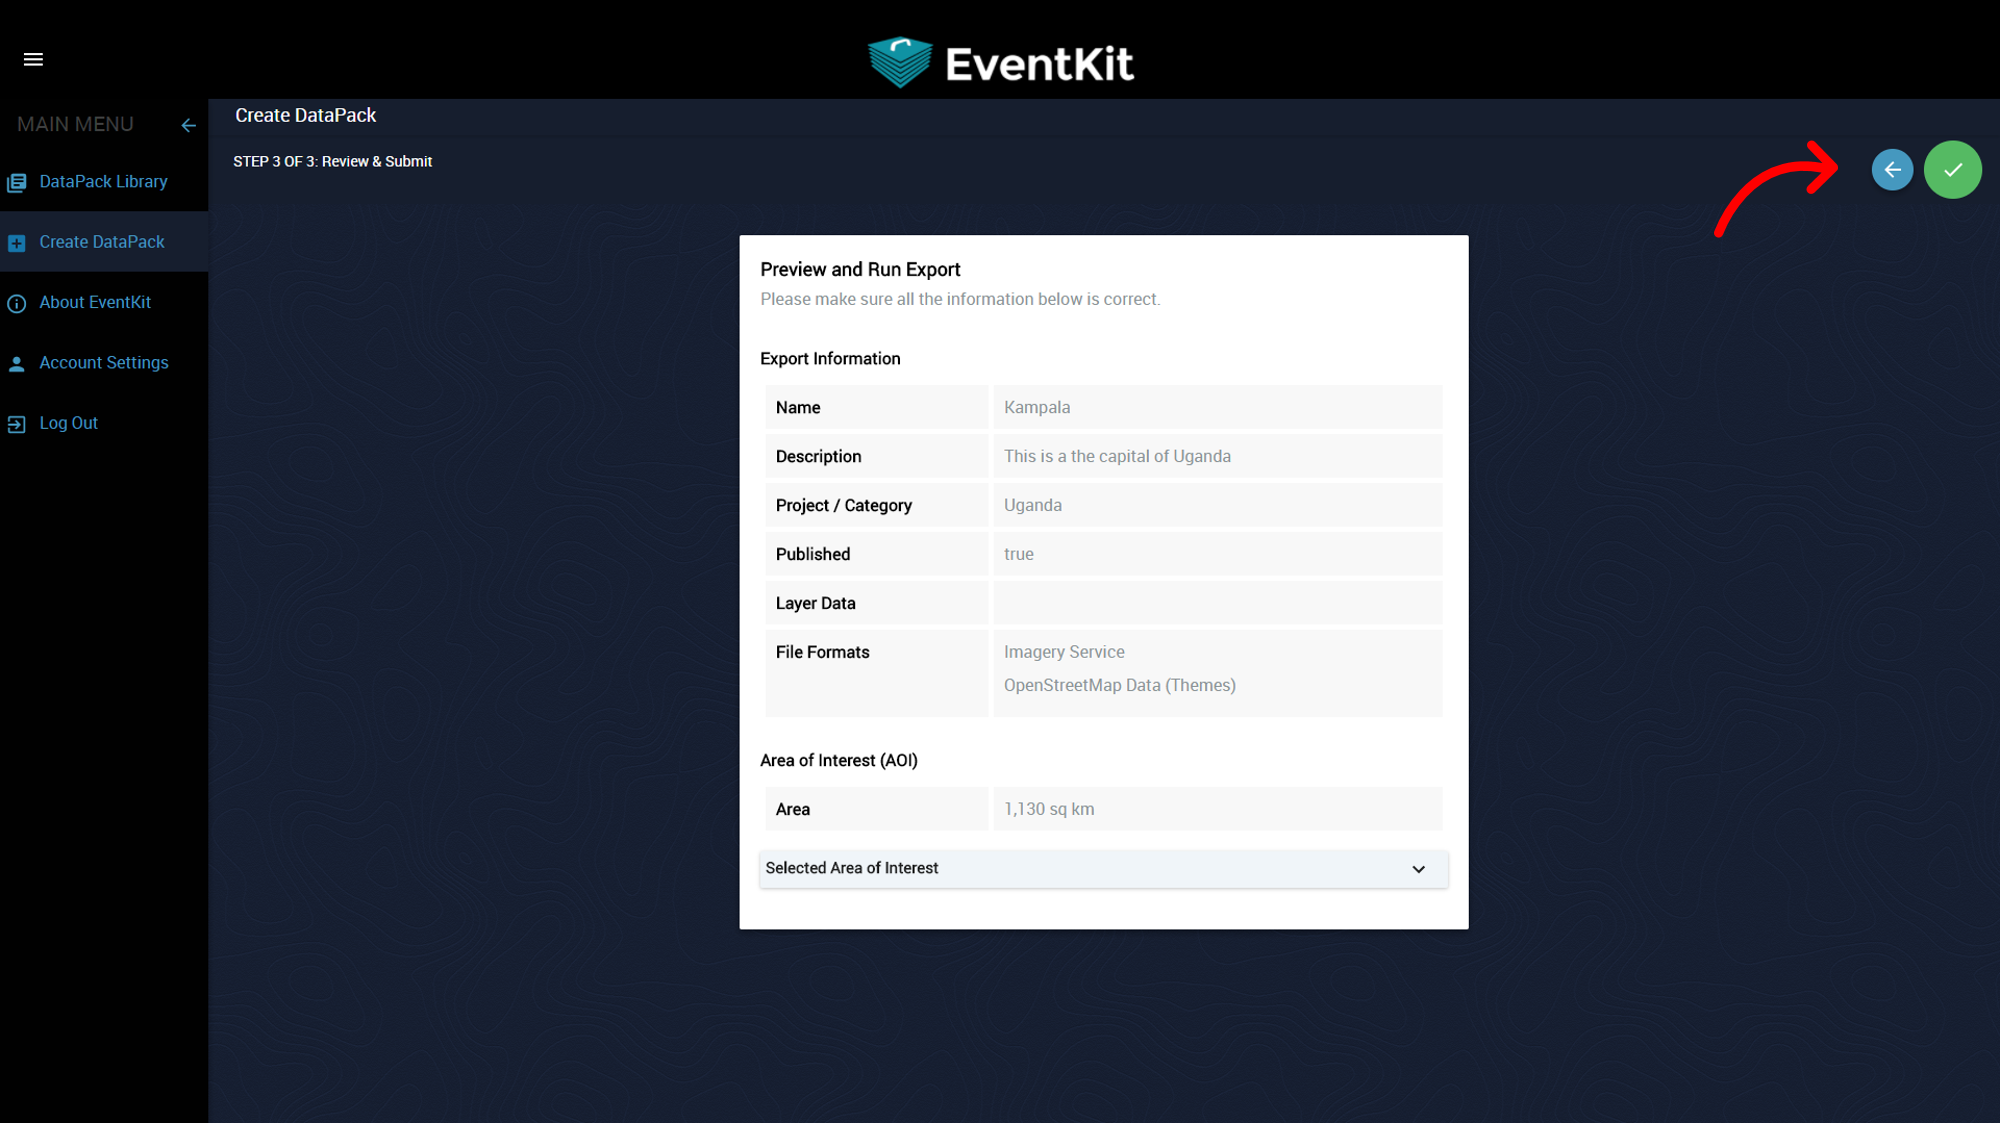 EventKit
MAIN MENU
DataPack Library
Create DataPack
About EventKit
Account Settings
Log Out
Create DataPack
STEP 3 OF 3: Review & Submit
Preview and Run Export
Please make sure all the information below is correct.
Export Information
Name Kampala
Description This is a the capital of Uganda
Project / Category Uganda
Published true
Layer Data
File Formats Imagery Service
OpenStreetMap Data (Themes)
Area of Interest (AOI)
Area 1,130 sq km
Selected Area of Interest